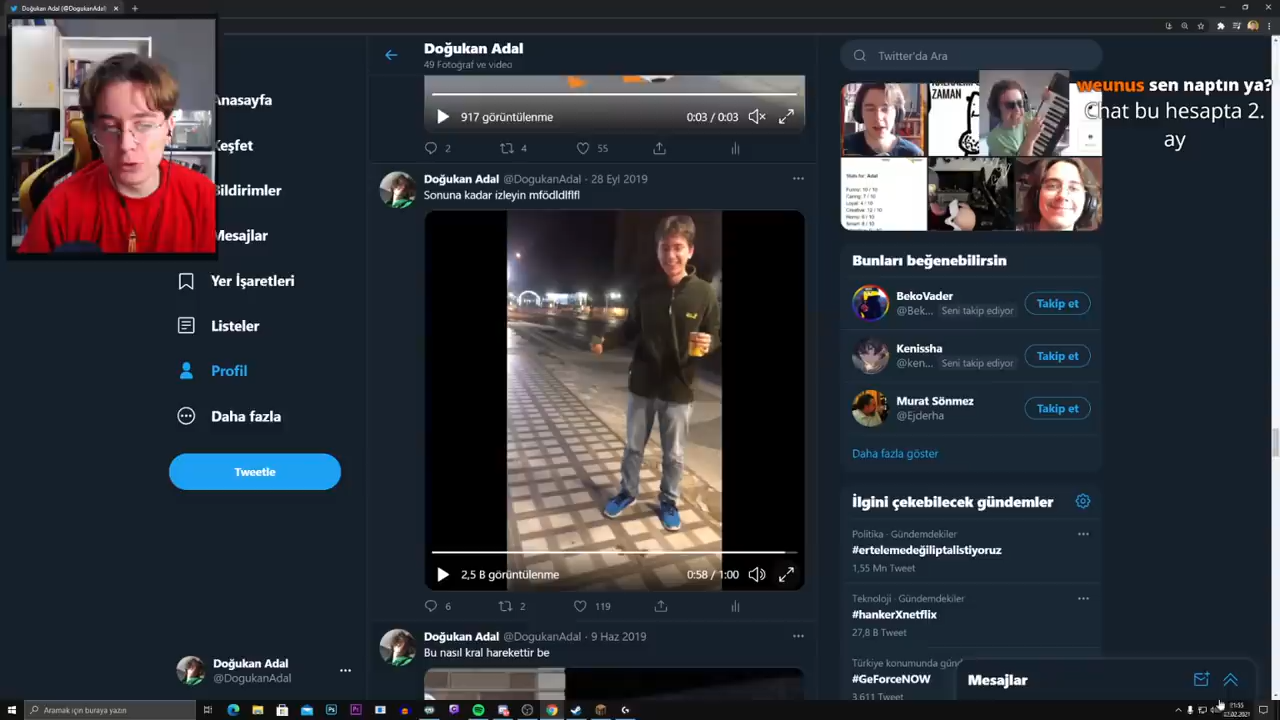 Doğukan Adal (@DogukanAdal)
Anasayfa
Keşfet
Bildirimler
Mesajlar
Yer İşaretleri
Listeler
Profil
Daha fazla
Tweetle
Doğukan Adal
@DogukanAdal
Doğukan Adal
49 Fotoğraf ve video
917 görüntülenme
0:03 / 0:03
2
4
55
Doğukan Adal @DogukanAdal · 28 Eyl 2019
Sonuna kadar izleyin mfödldlflfl
2,5 B görüntülenme
0:58 / 1:00
6
2
119
Doğukan Adal @DogukanAdal · 9 Haz 2019
Bu nasıl kral harekettir be
Twitter'da Ara
weunus sen naptın ya?
Chat bu hesapta 2.
ay
ZAMAN
Bunları beğenebilirsin
BekoVader
@Bek... Seni takip ediyor
Takip et
Kenissha
@ken... Seni takip ediyor
Takip et
Murat Sönmez
@Ejderha
Takip et
Daha fazla göster
İlgini çekebilecek gündemler
Politika · Gündemdekiler
#ertelemedeğiliptalistiyoruz
1,55 Mn Tweet
Teknoloji · Gündemdekiler
#hankerXnetflix
27,8 B Tweet
Türkiye konumunda günd
#GeForceNOW
3.611 Tweet
Mesajlar
Aramak için buraya yazın